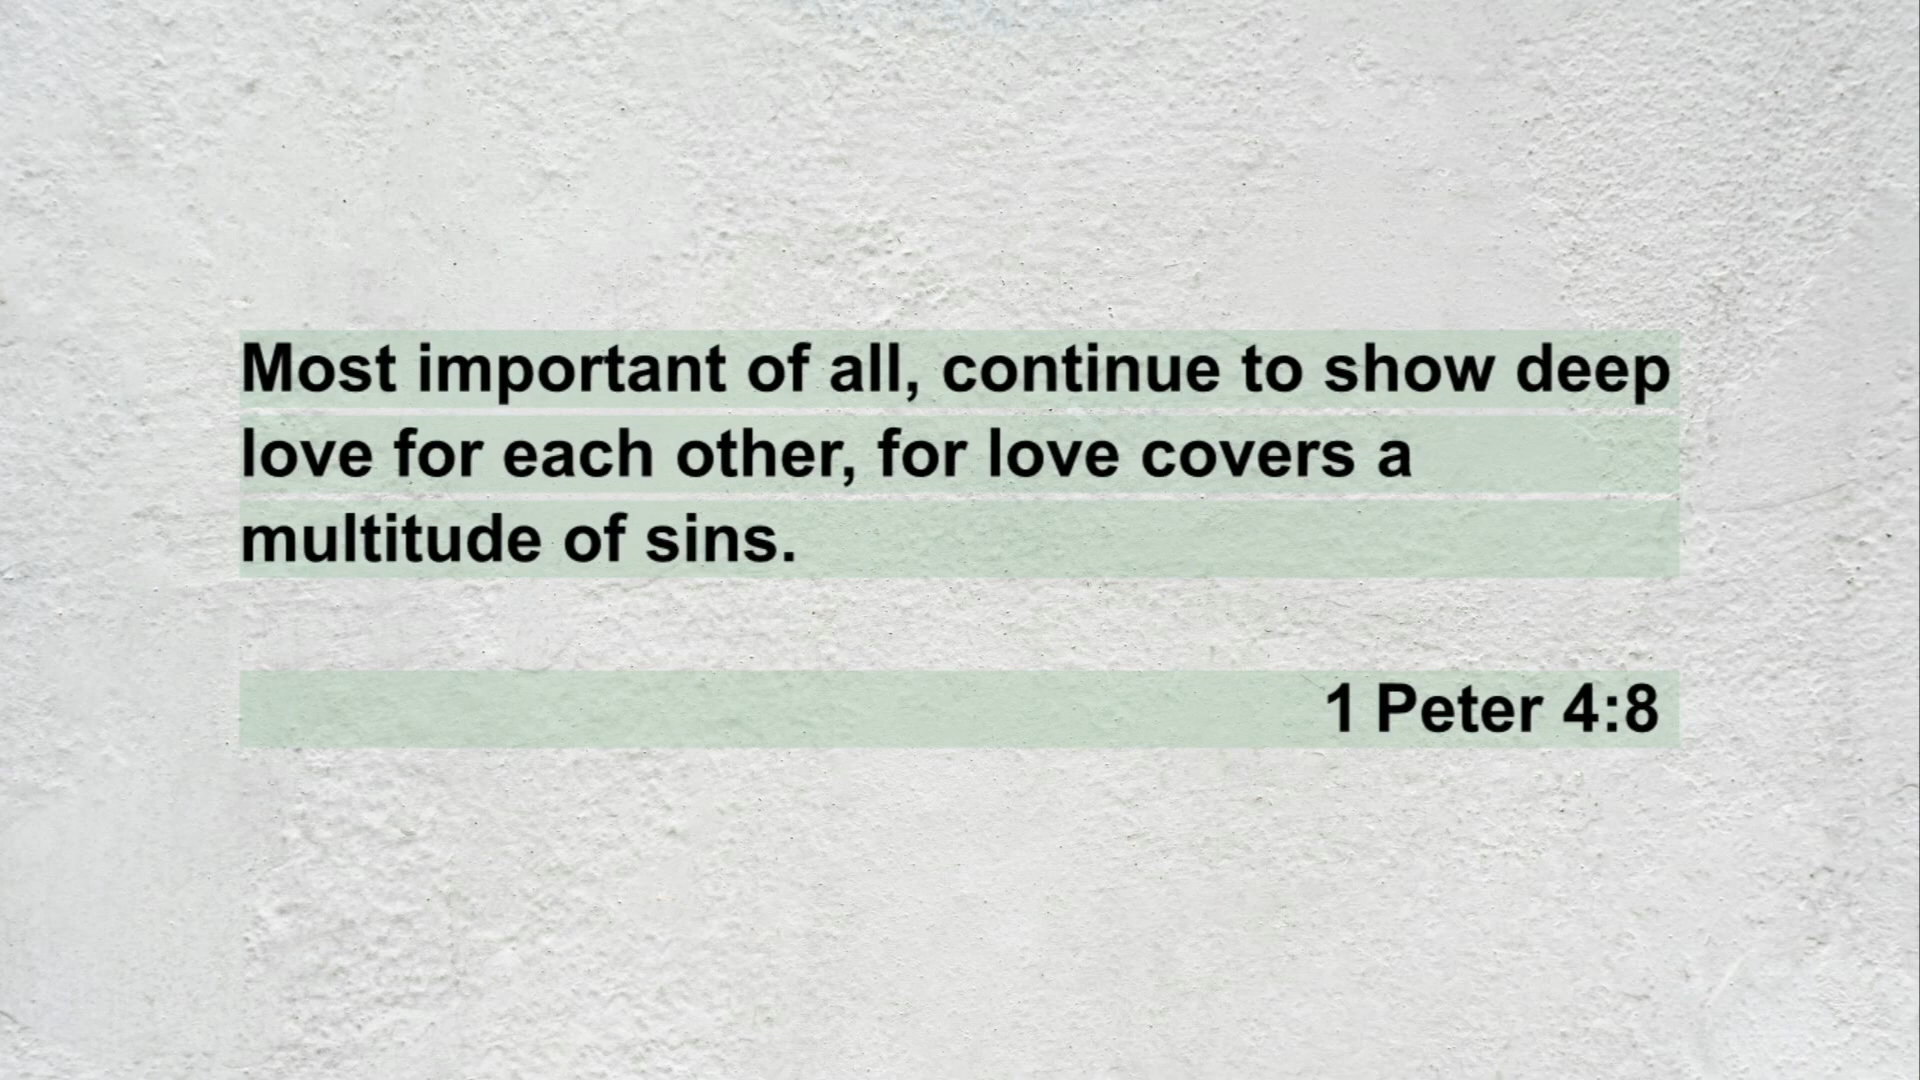 Most important of all, continue to show deep
love for each other, for love covers a
multitude of sins.
1 Peter 4:8